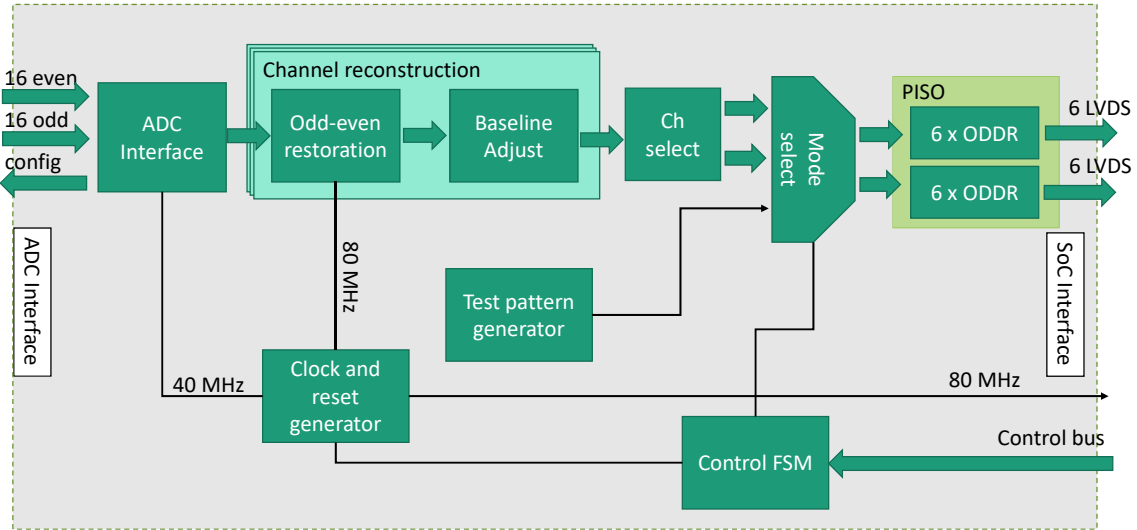 16 even
16 odd
config
ADC
Interface
Channel reconstruction
Odd-even
restoration
Baseline
Adjust
Ch
select
Mode
select
PISO
6 x ODDR
6 x ODDR
6 LVDS
6 LVDS
ADC Interface
80 MHz
Test pattern
generator
SoC Interface
40 MHz
Clock and
reset
generator
80 MHz
Control FSM
Control bus